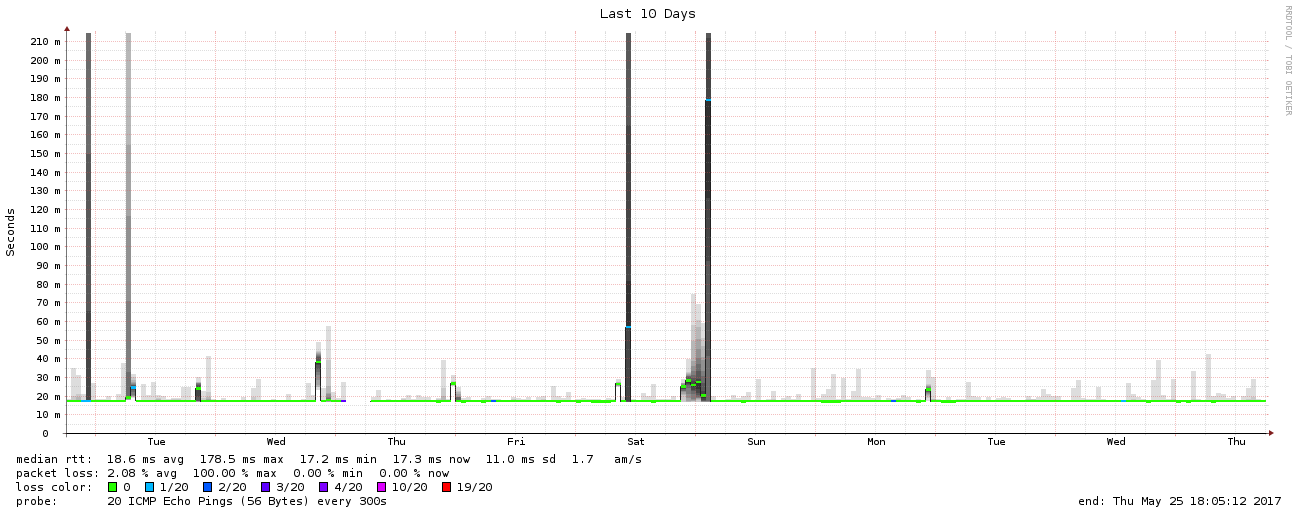 Last 10 Days
RRDTOOL / TOBI OETIKER
Seconds
210 m
200 m
190 m
180 m
170 m
160 m
150 m
140 m
130 m
120 m
110 m
100 m
90 m
80 m
70 m
60 m
50 m
40 m
30 m
20 m
10 m
0
Tue Wed Thu Fri Sat Sun Mon Tue Wed Thu
median rtt: 18.6 ms avg 178.5 ms max 17.2 ms min 17.3 ms now 11.0 ms sd 1.7 am/s
packet loss: 2.08 % avg 100.00 % max 0.00 % min 0.00 % now
loss color: 0 1/20 2/20 3/20 4/20 10/20 19/20
probe: 20 ICMP Echo Pings (56 Bytes) every 300s end: Thu May 25 18:05:12 2017